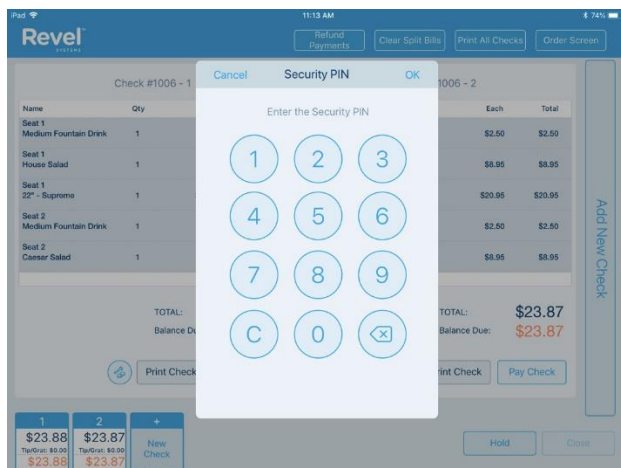 iPad 11:13 AM 74%
Revel
SYSTEMS
Refund
Payments
Clear Split Bills
Print All Checks
Order Screen
Check #1006 - 1
1006 - 2
Cancel Security PIN OK
Enter the Security PIN
1 2 3
4 5 6
7 8 9
C 0
Name Qty Each Total
Seat 1
Medium Fountain Drink 1 $2.50 $2.50
Seat 1
House Salad 1 $8.95 $8.95
Seat 1
22" - Supreme 1 $20.95 $20.95
Seat 2
Medium Fountain Drink 1 $2.50 $2.50
Seat 2
Caesar Salad 1 $8.95 $8.95
Add New Check
TOTAL: TOTAL: $23.87
Balance Du Balance Due: $23.87
Print Check rint Check Pay Check
1 2 +
$23.88 $23.87 New
Tip/Grat: $0.00 Tip/Grat: $0.00 Check
$23.88 $23.87
Hold Close